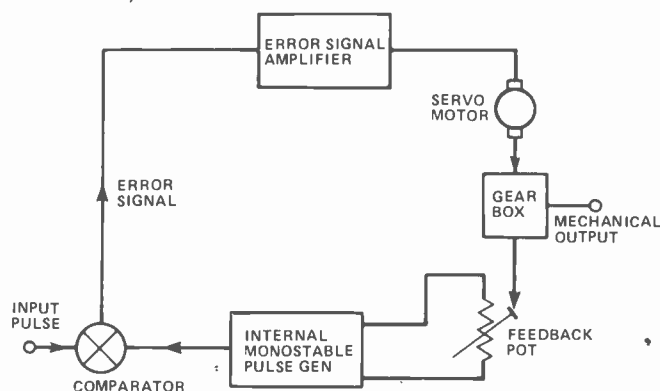 ERROR SIGNAL
AMPLIFIER
SERVO
MOTOR
ERROR
SIGNAL
GEAR
BOX
MECHANICAL
OUTPUT
INPUT
PULSE
INTERNAL
MONOSTABLE
PULSE GEN
FEEDBACK
POT
COMPARATOR